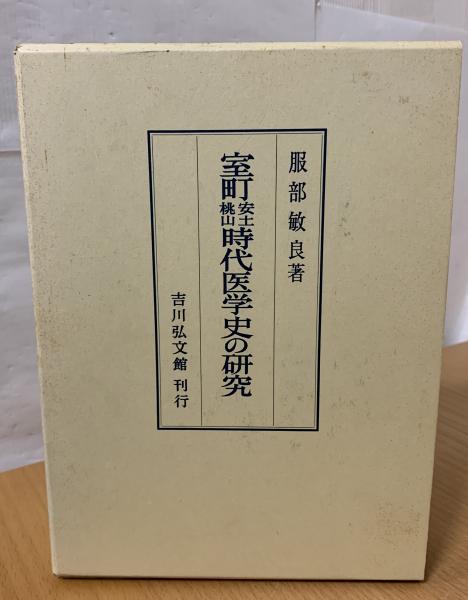 服部敏良著
室町安土桃山時代医学史の研究
吉川弘文館 刊行